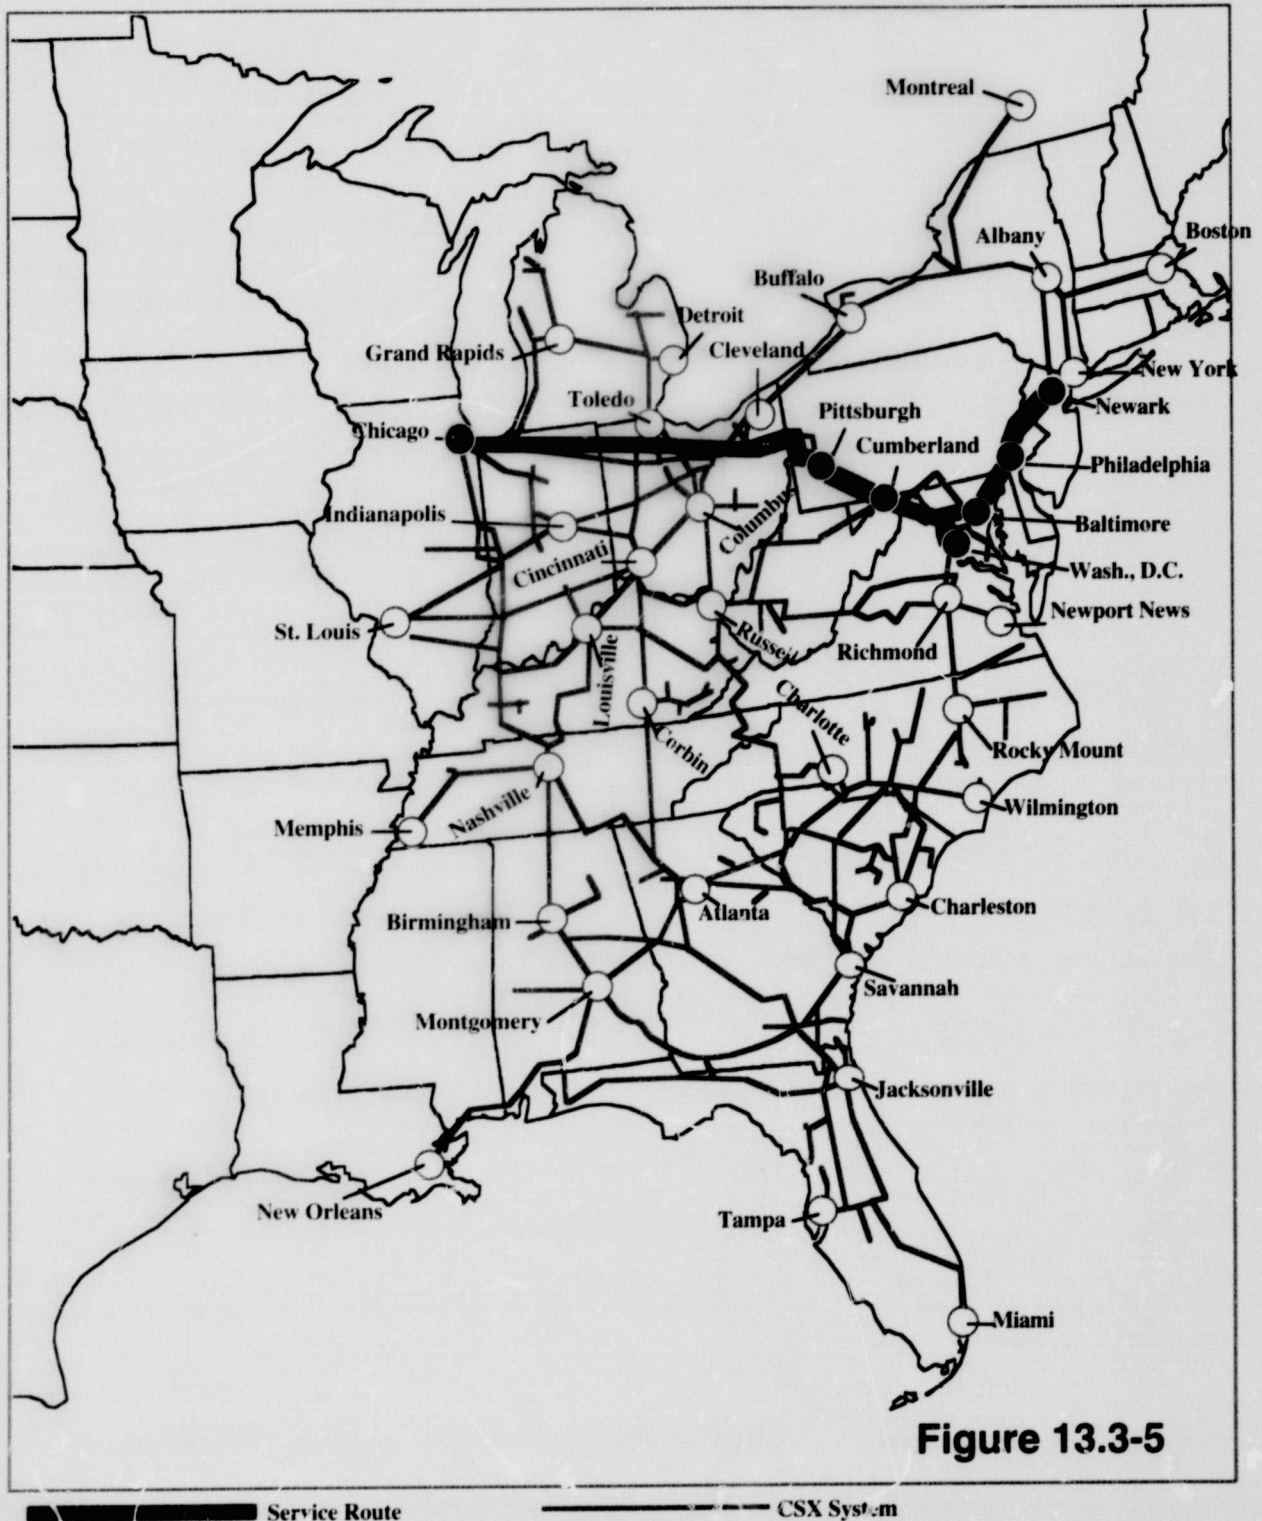 Montreal
Albany
Boston
Buffalo
Detroit
Grand Rapids
Cleveland
New York
Toledo
Newark
Pittsburgh
Chicago
Cumberland
Philadelphia
Indianapolis
Columbus
Baltimore
Cincinnati
Wash., D.C.
Newport News
St. Louis
Russell
Richmond
Louisville
Charlotte
Corbin
Rocky Mount
Nashville
Wilmington
Memphis
Atlanta
Charleston
Birmingham
Savannah
Montgomery
Jacksonville
New Orleans
Tampa
Miami
Figure 13.3-5
Service Route
CSX System